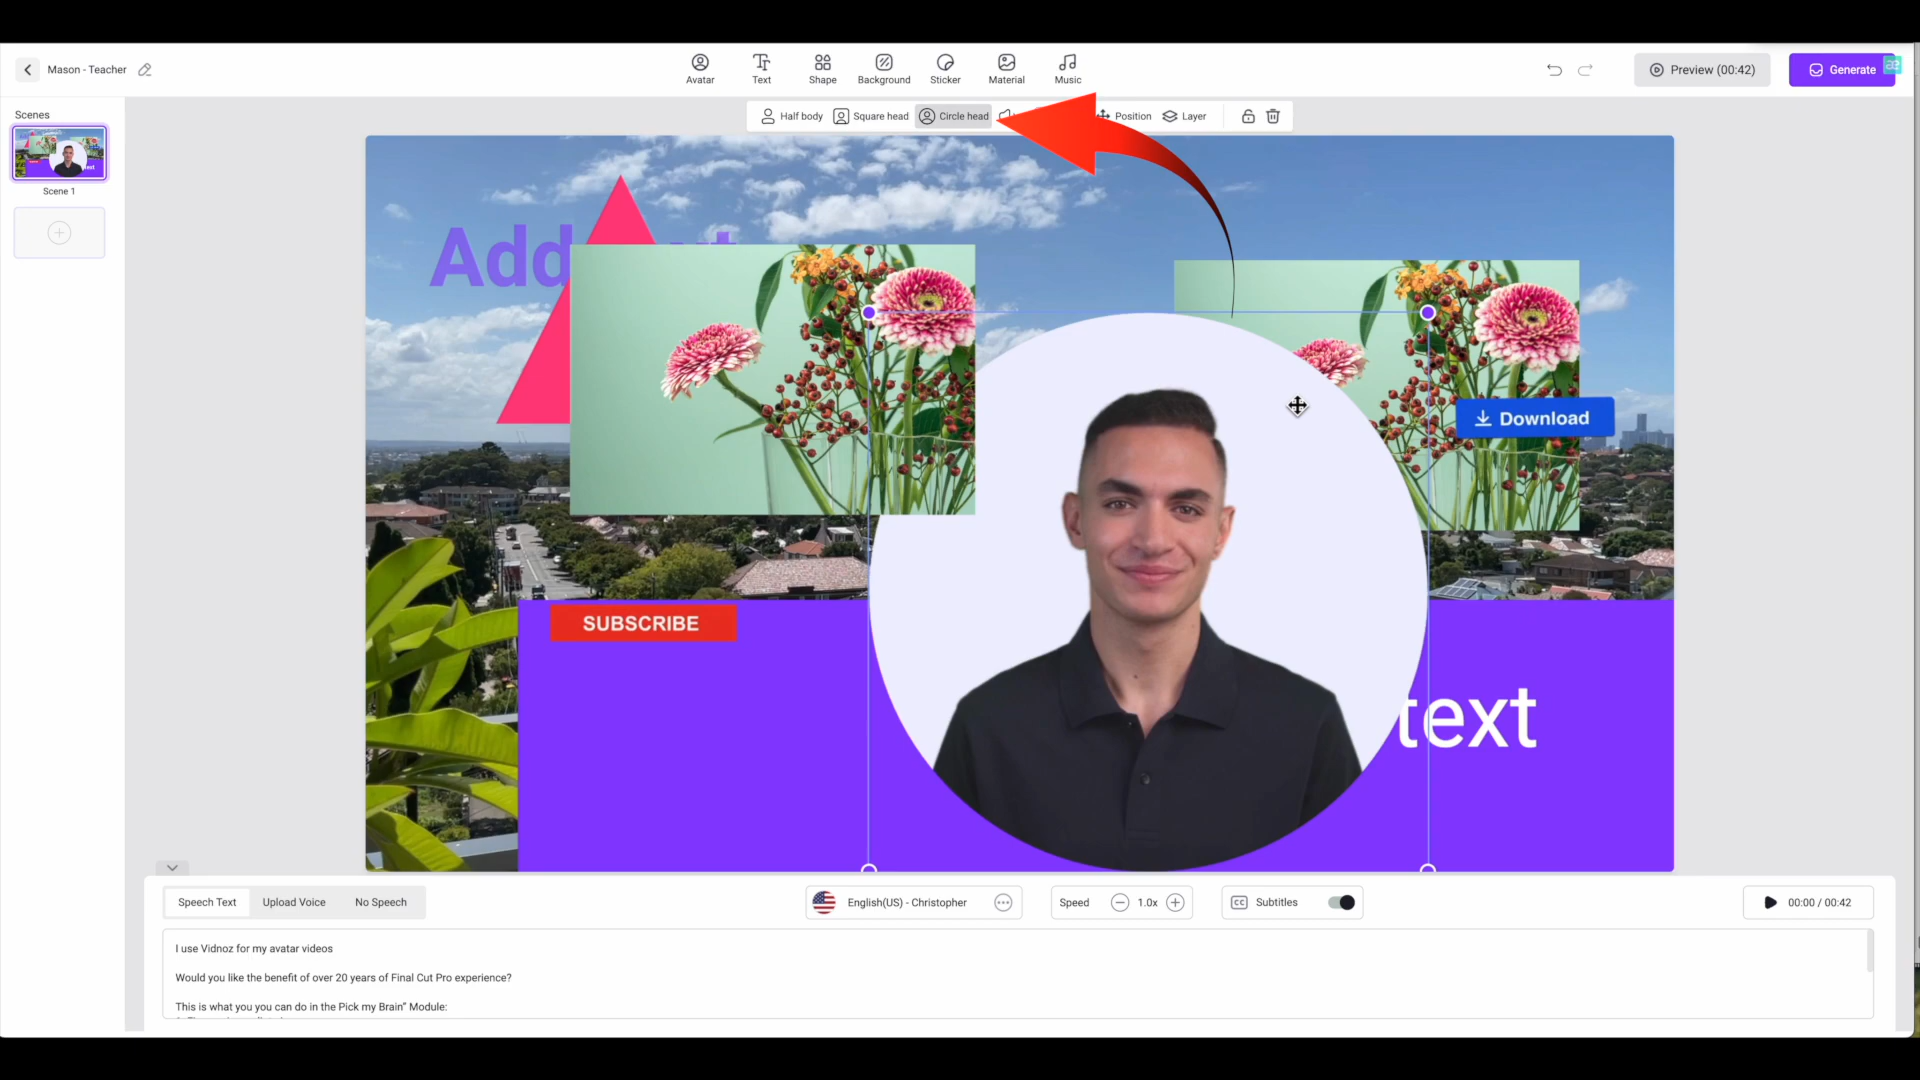 Mason - Teacher
Avatar
Text
Shape
Background
Sticker
Material
Music
Preview (00:42)
Generate
æ
Scenes
Half body
Square head
Circle head
Position
Layer
Scene 1
Add
Download
SUBSCRIBE
text
Speech Text
Upload Voice
No Speech
English(US) - Christopher
Speed
1.0x
CC
Subtitles
00:00 / 00:42
I use Vidnoz for my avatar videos
Would you like the benefit of over 20 years of Final Cut Pro experience?
This is what you you can do in the Pick my Brain" Module: